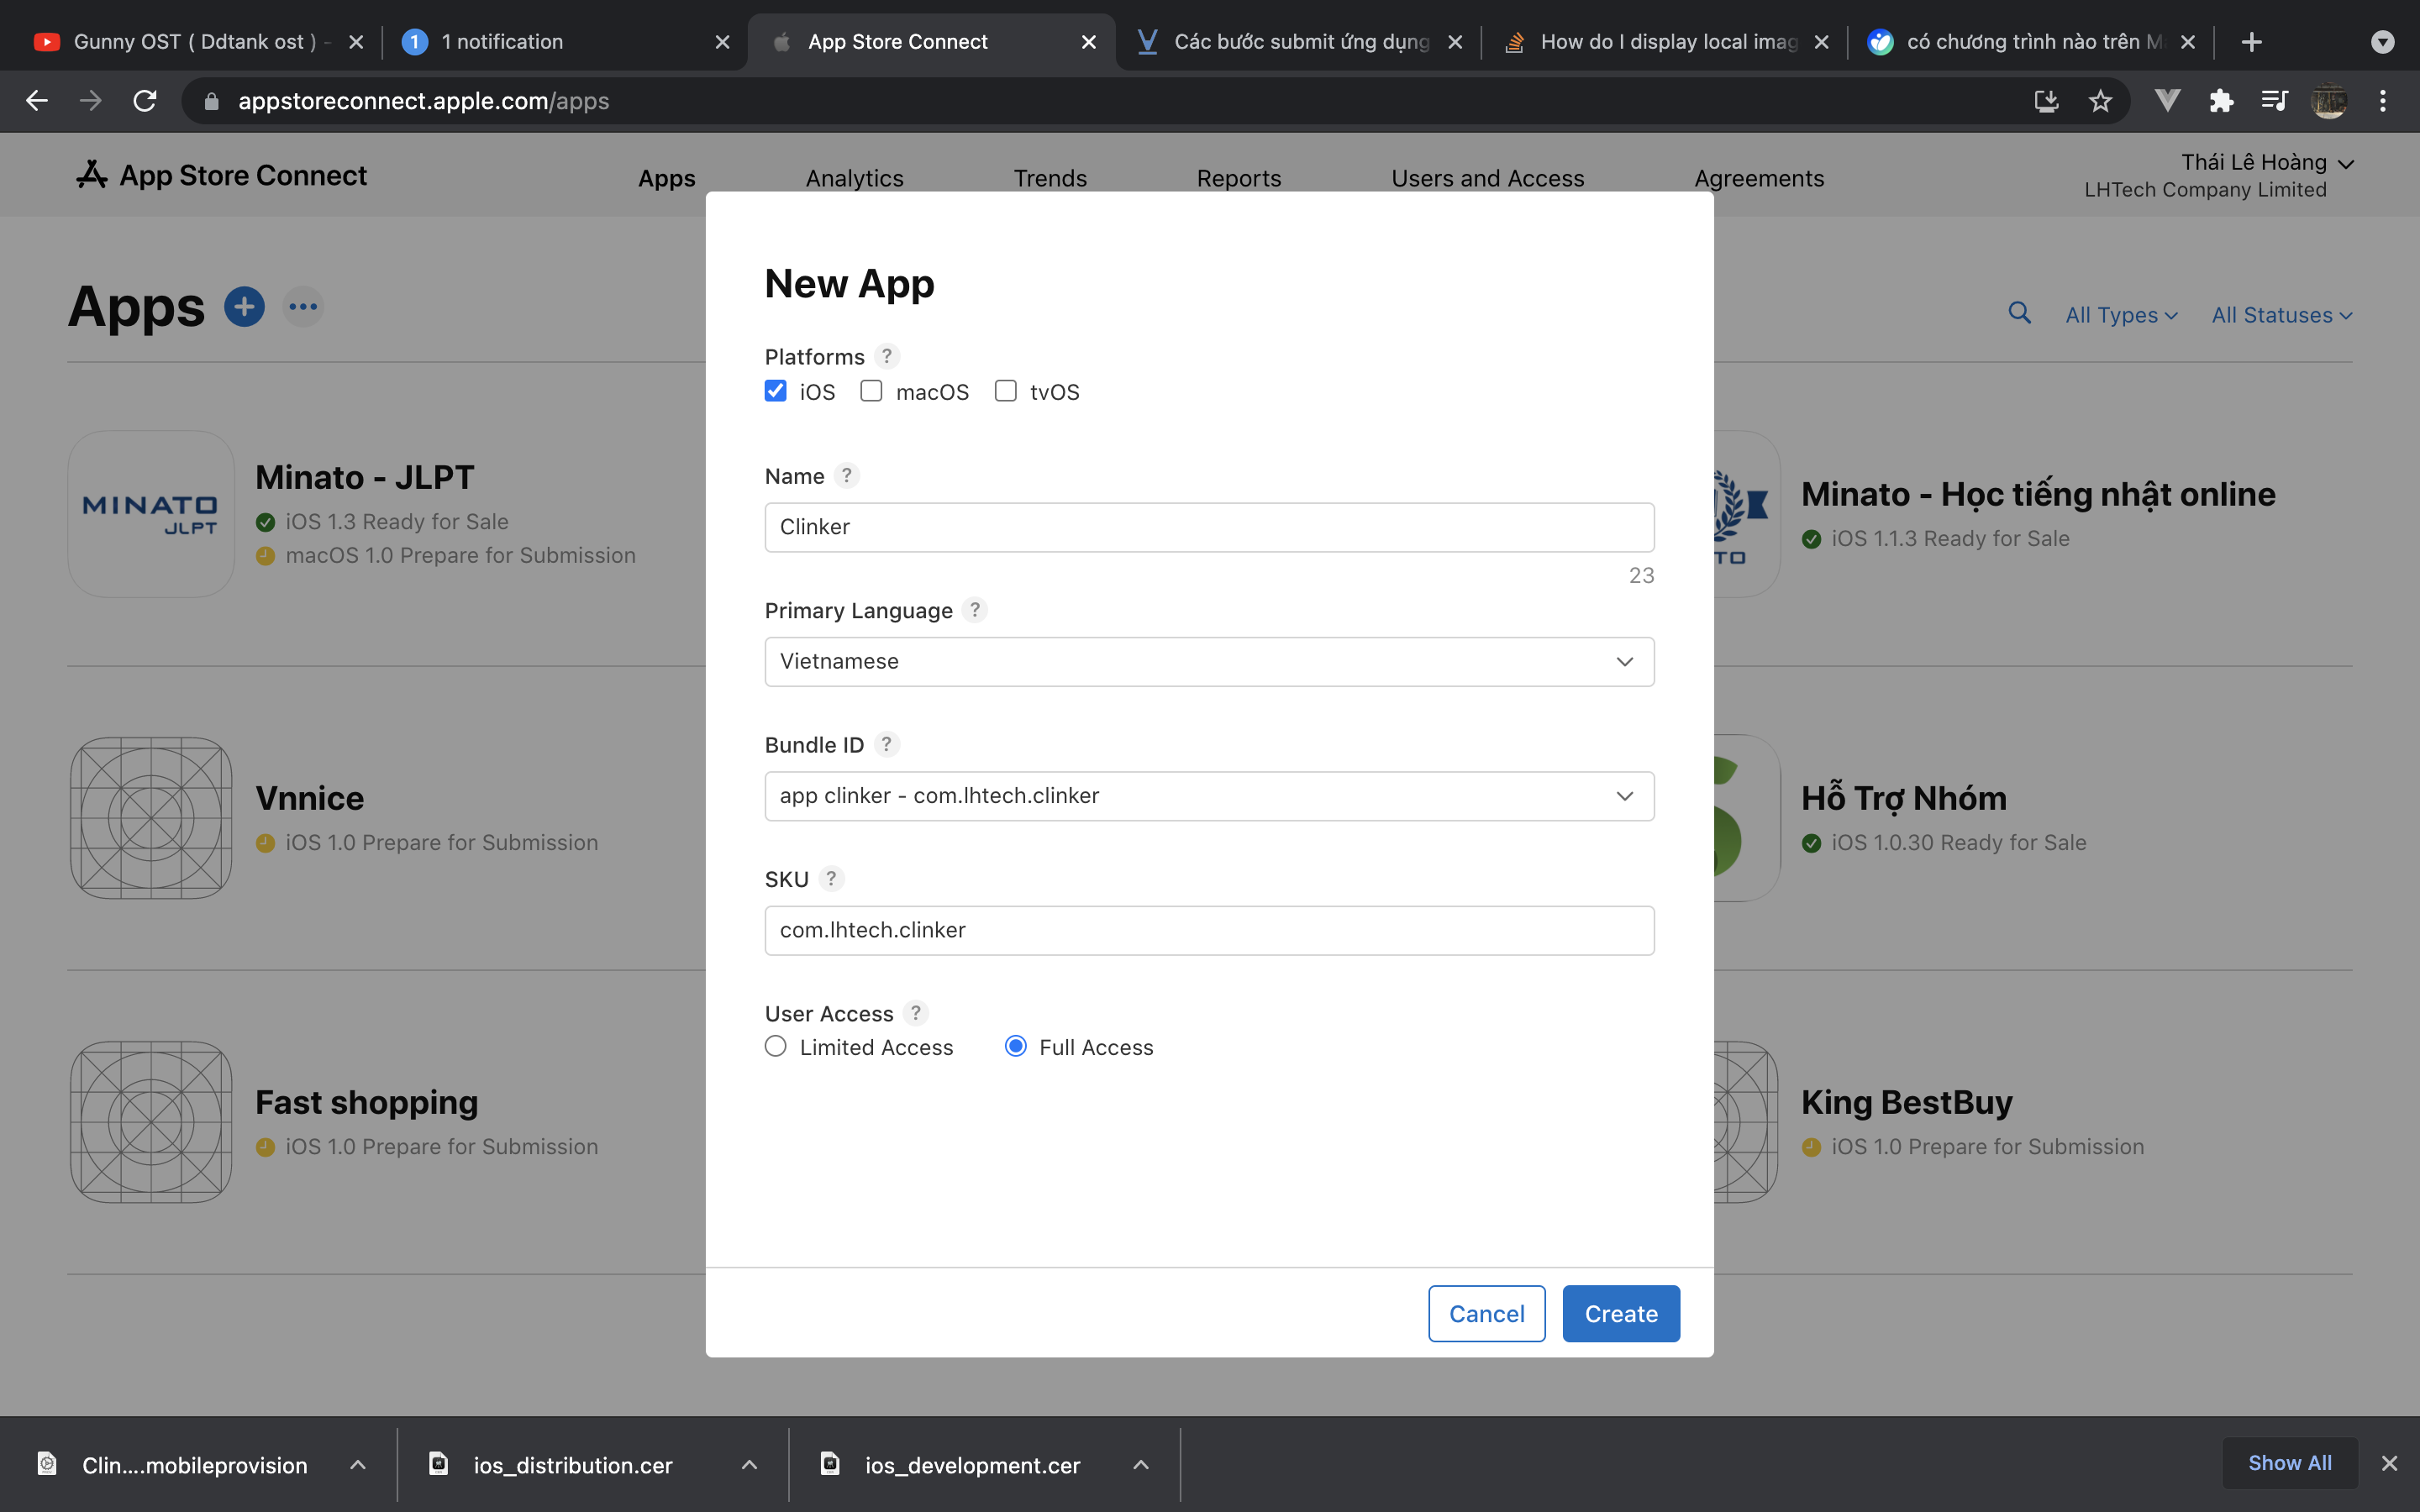 Gunny OST ( Ddtank ost ) -
1
1 notification
App Store Connect
Các bước submit ứng dụng
How do I display local imag
có chương trình nào trên M
appstoreconnect.apple.com/apps
App Store Connect
Apps
Analytics
Trends
Reports
Users and Access
Agreements
Thái Lê Hoàng
LHTech Company Limited
Apps
All Types
All Statuses
MINATO
JLPT
Minato - JLPT
iOS 1.3 Ready for Sale
macOS 1.0 Prepare for Submission
TO
Minato - Học tiếng nhật online
iOS 1.1.3 Ready for Sale
Vnnice
iOS 1.0 Prepare for Submission
Hỗ Trợ Nhóm
iOS 1.0.30 Ready for Sale
Fast shopping
iOS 1.0 Prepare for Submission
King BestBuy
iOS 1.0 Prepare for Submission
New App
Platforms ?
iOS
macOS
tvOS
Name ?
Clinker
23
Primary Language ?
Vietnamese
Bundle ID ?
app clinker - com.lhtech.clinker
SKU ?
com.lhtech.clinker
User Access ?
Limited Access
Full Access
Cancel
Create
Clin....mobileprovision
ios_distribution.cer
ios_development.cer
Show All